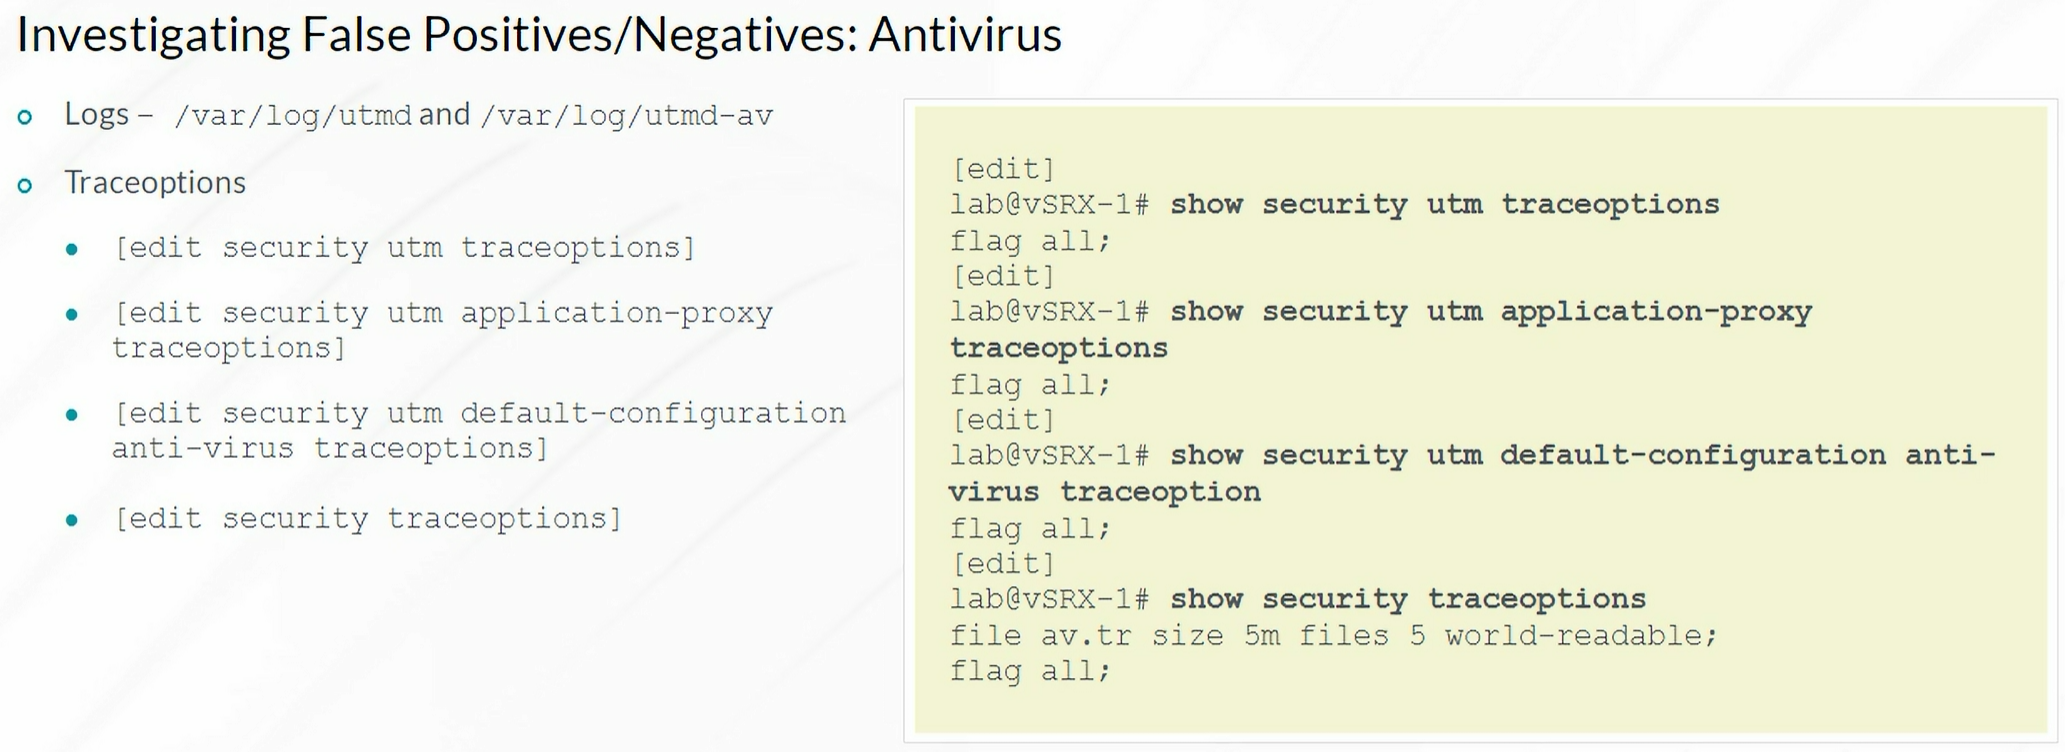 Investigating False Positives/Negatives: Antivirus
Logs – /var/log/utmd and /var/log/utmd-av
Traceoptions
[edit security utm traceoptions]
[edit security utm application-proxy
traceoptions]
[edit security utm default-configuration
anti-virus traceoptions]
[edit security traceoptions]
[edit]
lab@vSRX-1# show security utm traceoptions
flag all;
[edit]
lab@vSRX-1# show security utm application-proxy
traceoptions
flag all;
[edit]
lab@vSRX-1# show security utm default-configuration anti-
virus traceoption
flag all;
[edit]
lab@vSRX-1# show security traceoptions
file av.tr size 5m files 5 world-readable;
flag all;